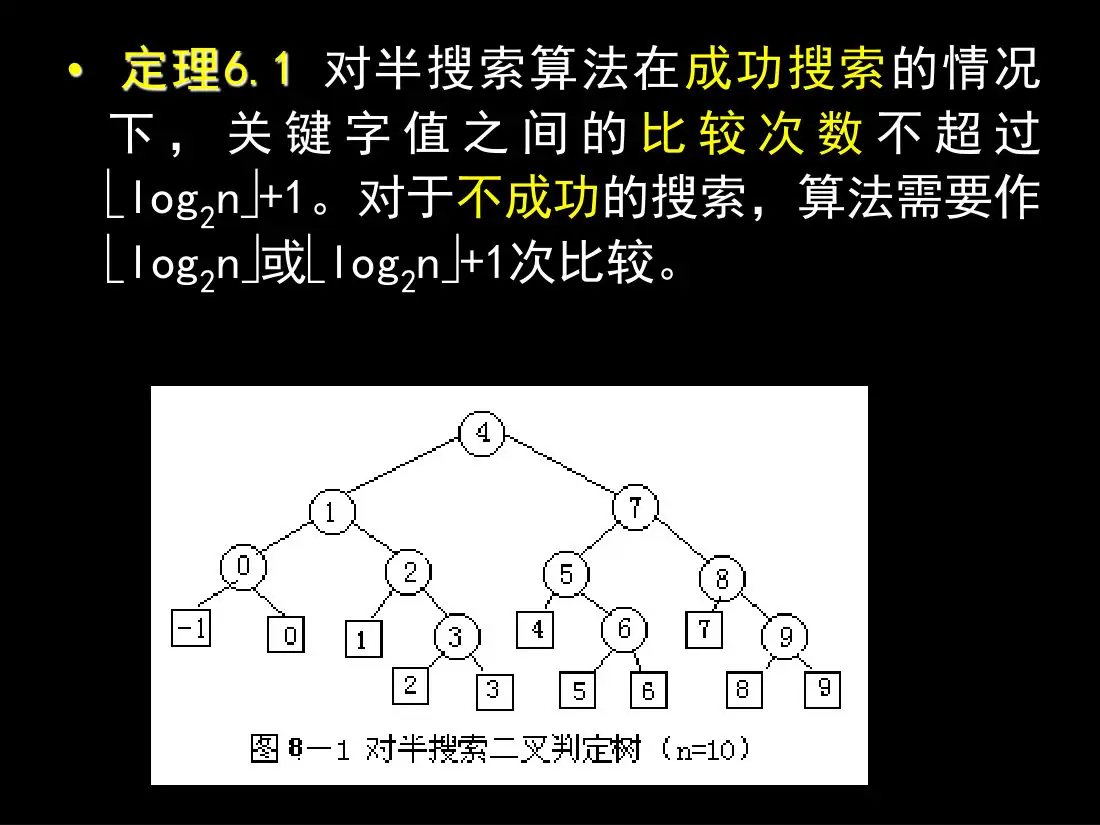 • 定理6.1 对半搜索算法在成功搜索的情况
下，关键字值之间的比较次数不超过
⌊log₂n⌋+1。对于不成功的搜索，算法需要作
⌊log₂n⌋或⌊log₂n⌋+1次比较。
4
1 7
0 2 5 8
-1 0 1 3 4 6 7 9
2 3 5 6 8 9
图 8-1 对半搜索二叉判定树（n=10）